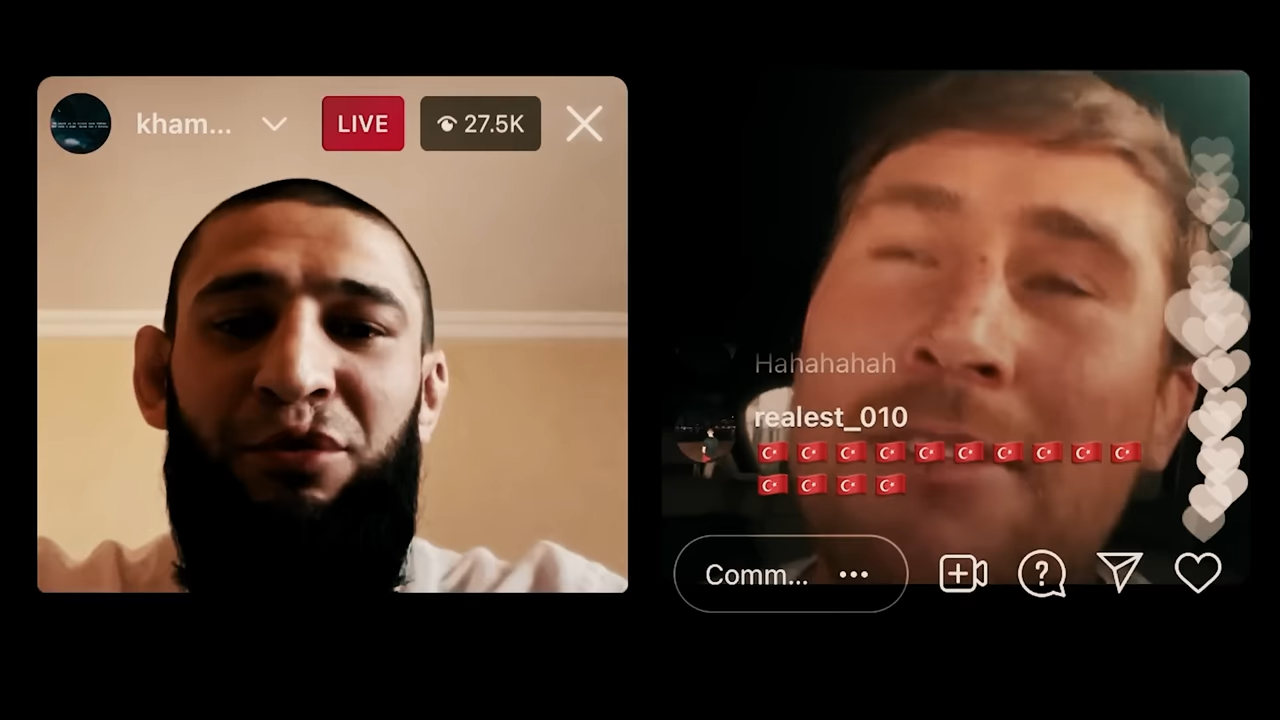 kham...
LIVE
27.5K
Hahahahah
realest_010
🇹🇷🇹🇷🇹🇷🇹🇷🇹🇷🇹🇷🇹🇷🇹🇷🇹🇷🇹🇷
🇹🇷🇹🇷🇹🇷🇹🇷
Comm...